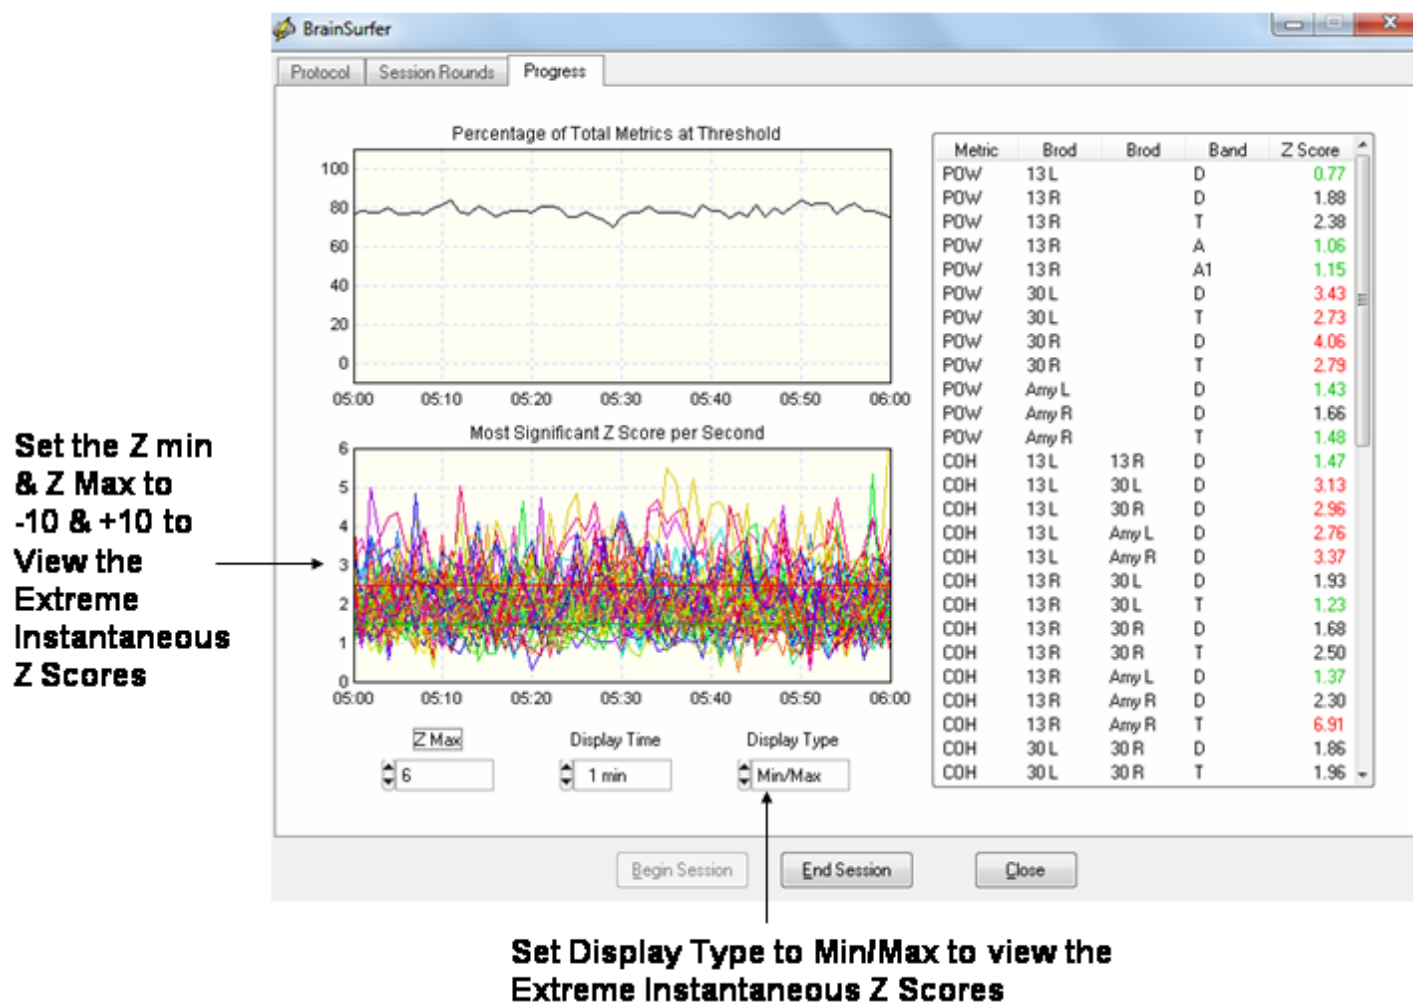 BrainSurfer
Protocol Session Rounds Progress
Percentage of Total Metrics at Threshold
100
80
60
40
20
0
05:00 05:10 05:20 05:30 05:40 05:50 06:00
Most Significant Z Score per Second
6
5
4
3
2
1
0
05:00 05:10 05:20 05:30 05:40 05:50 06:00
Z Max Display Time Display Type
6 1 min Min/Max
Metric Brod Brod Band Z Score
POW 13 L D 0.77
POW 13 R D 1.88
POW 13 R T 2.38
POW 13 R A 1.06
POW 13 R A1 1.15
POW 30 L D 3.43
POW 30 L T 2.73
POW 30 R D 4.06
POW 30 R T 2.79
POW Amy L D 1.43
POW Amy R D 1.66
POW Amy R T 1.48
COH 13 L 13 R D 1.47
COH 13 L 30 L D 3.13
COH 13 L 30 R D 2.96
COH 13 L Amy L D 2.76
COH 13 L Amy R D 3.37
COH 13 R 30 L D 1.93
COH 13 R 30 L T 1.23
COH 13 R 30 R D 1.68
COH 13 R 30 R T 2.50
COH 13 R Amy L D 1.37
COH 13 R Amy R D 2.30
COH 13 R Amy R T 6.91
COH 30 L 30 R D 1.86
COH 30 L 30 R T 1.96
Begin Session End Session Close
Set the Z min
& Z Max to
-10 & +10 to
View the
Extreme
Instantaneous
Z Scores
Set Display Type to Min/Max to view the
Extreme Instantaneous Z Scores